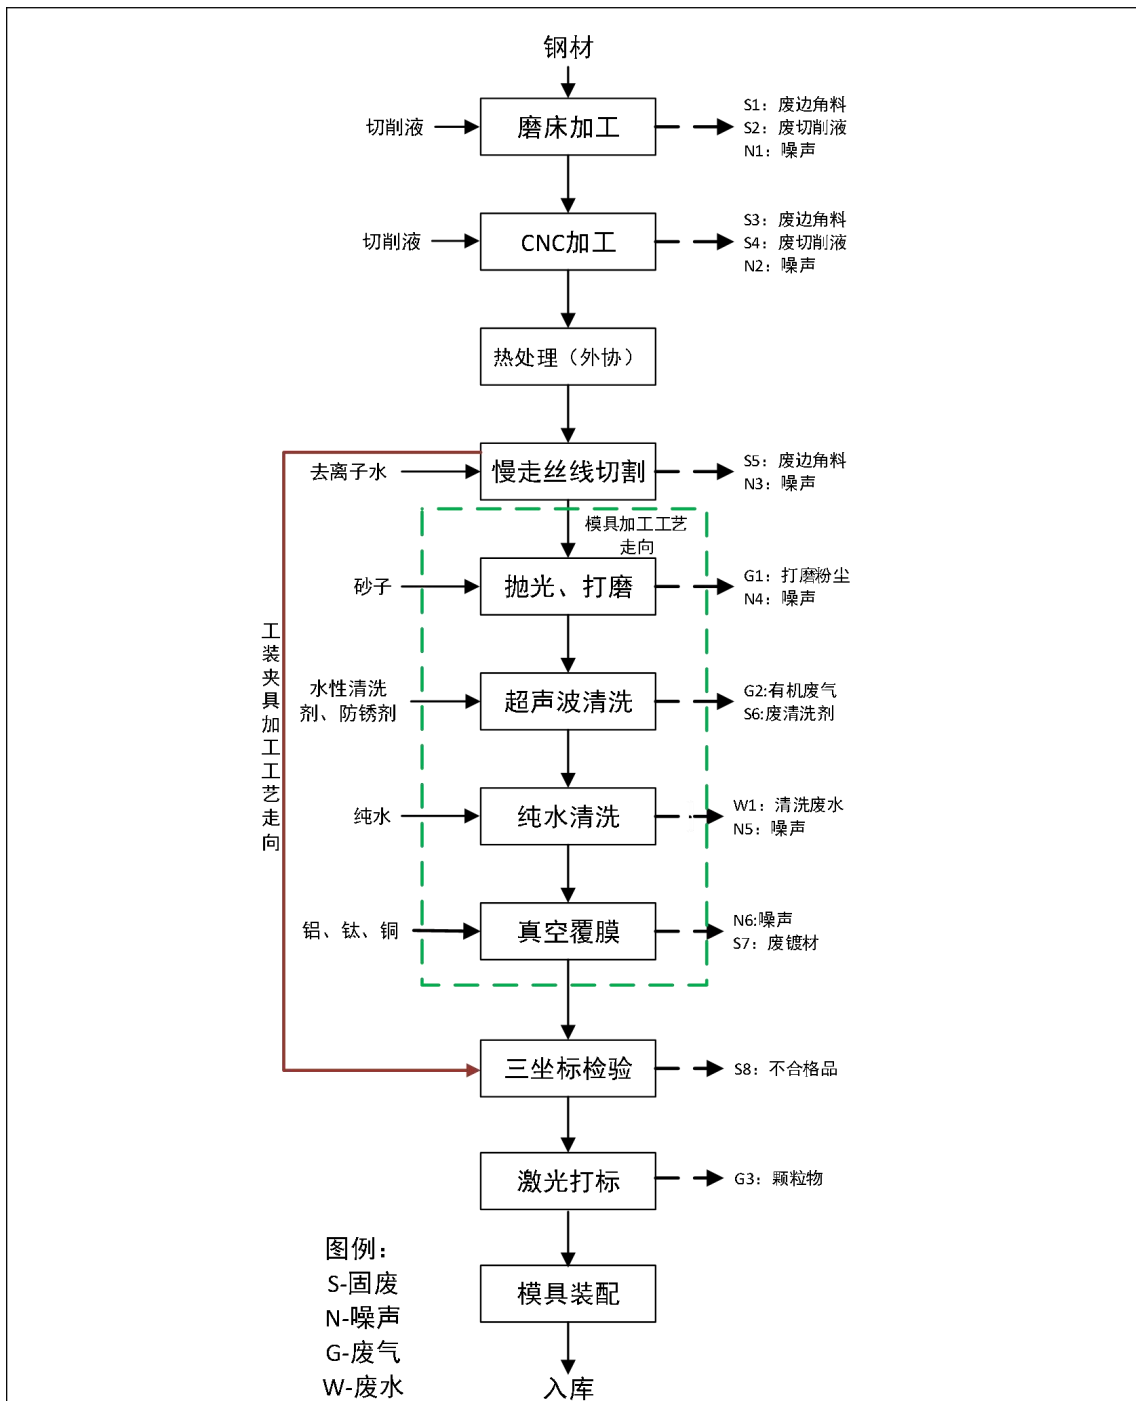 钢材
切削液
磨床加工
S1：废边角料
S2：废切削液
N1：噪声
切削液
CNC加工
S3：废边角料
S4：废切削液
N2：噪声
热处理（外协）
去离子水
慢走丝线切割
S5：废边角料
N3：噪声
模具加工工艺
走向
砂子
抛光、打磨
G1：打磨粉尘
N4：噪声
工装夹具加工工艺走向
水性清洗
剂、防锈剂
超声波清洗
G2:有机废气
S6:废清洗剂
纯水
纯水清洗
W1：清洗废水
N5：噪声
铝、钛、铜
真空覆膜
N6:噪声
S7：废镀材
三坐标检验
S8：不合格品
激光打标
G3：颗粒物
模具装配
入库
图例：
S-固废
N-噪声
G-废气
W-废水